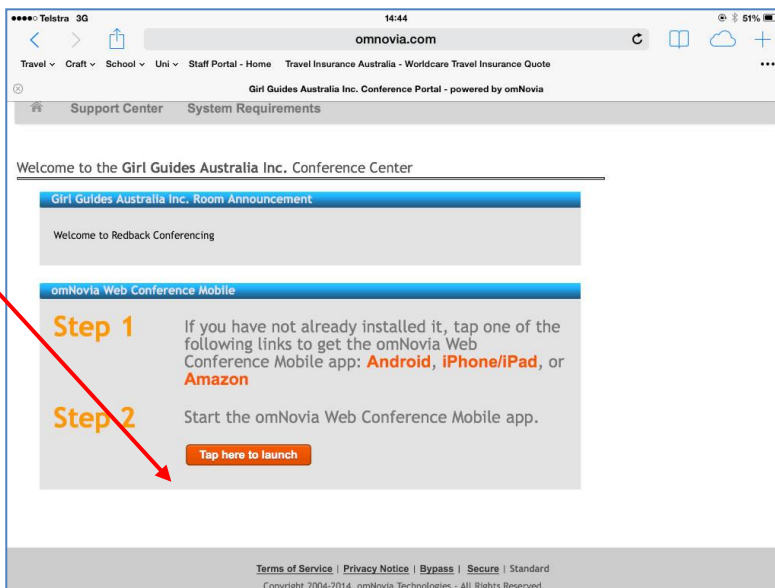 Telstra 3G 14:44 51%
omnovia.com
Travel Craft School Uni Staff Portal - Home Travel Insurance Australia - Worldcare Travel Insurance Quote
Girl Guides Australia Inc. Conference Portal - powered by omNovia
Support Center System Requirements
Welcome to the Girl Guides Australia Inc. Conference Center
Girl Guides Australia Inc. Room Announcement
Welcome to Redback Conferencing
omNovia Web Conference Mobile
Step 1 If you have not already installed it, tap one of the
following links to get the omNovia Web
Conference Mobile app: Android, iPhone/iPad, or
Amazon
Step 2 Start the omNovia Web Conference Mobile app.
Tap here to launch
Terms of Service | Privacy Notice | Bypass | Secure | Standard
Copyright 2004-2014, omNovia Technologies - All Rights Reserved